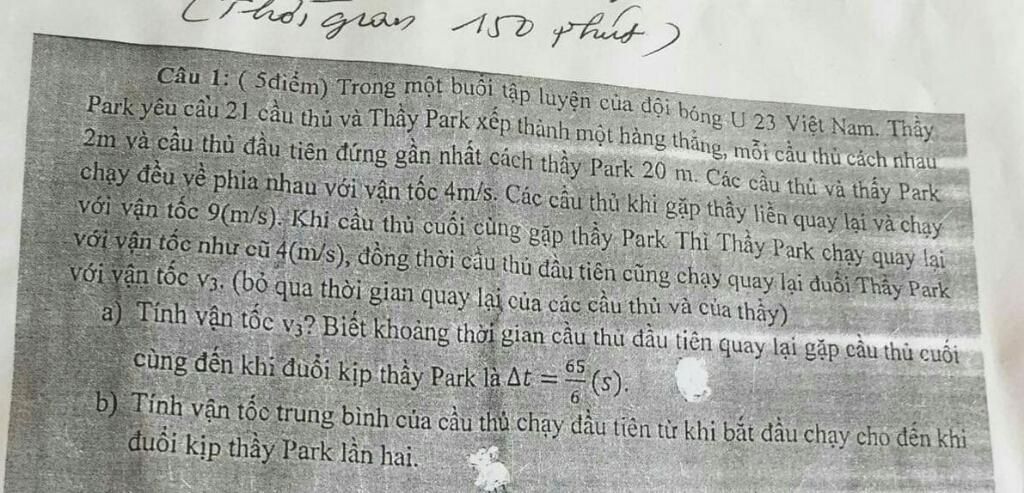 (Thời gian 150 phút)
Câu 1: ( 5điểm) Trong một buổi tập luyện của đội bóng U 23 Việt Nam. Thầy
Park yêu cầu 21 cầu thủ và Thầy Park xếp thành một hàng thẳng, mỗi cầu thủ cách nhau
2m và cầu thủ đầu tiên đứng gần nhất cách thầy Park 20 m. Các cầu thủ và thầy Park
chạy đều về phía nhau với vận tốc 4m/s. Các cầu thủ khi gặp thầy liền quay lại và chạy
với vận tốc 9(m/s). Khi cầu thủ cuối cùng gặp thầy Park Thì Thầy Park chạy quay lại
với vận tốc như cũ 4(m/s), đồng thời cầu thủ đầu tiên cũng chạy quay lại đuổi Thầy Park
với vận tốc v₃. (bỏ qua thời gian quay lại của các cầu thủ và của thầy)
a) Tính vận tốc v₃? Biết khoảng thời gian cầu thủ đầu tiên quay lại gặp cầu thủ cuối
cùng đến khi đuổi kịp thầy Park là Δt = 65/6 (s).
b) Tính vận tốc trung bình của cầu thủ chạy đầu tiên từ khi bắt đầu chạy cho đến khi
đuổi kịp thầy Park lần hai.